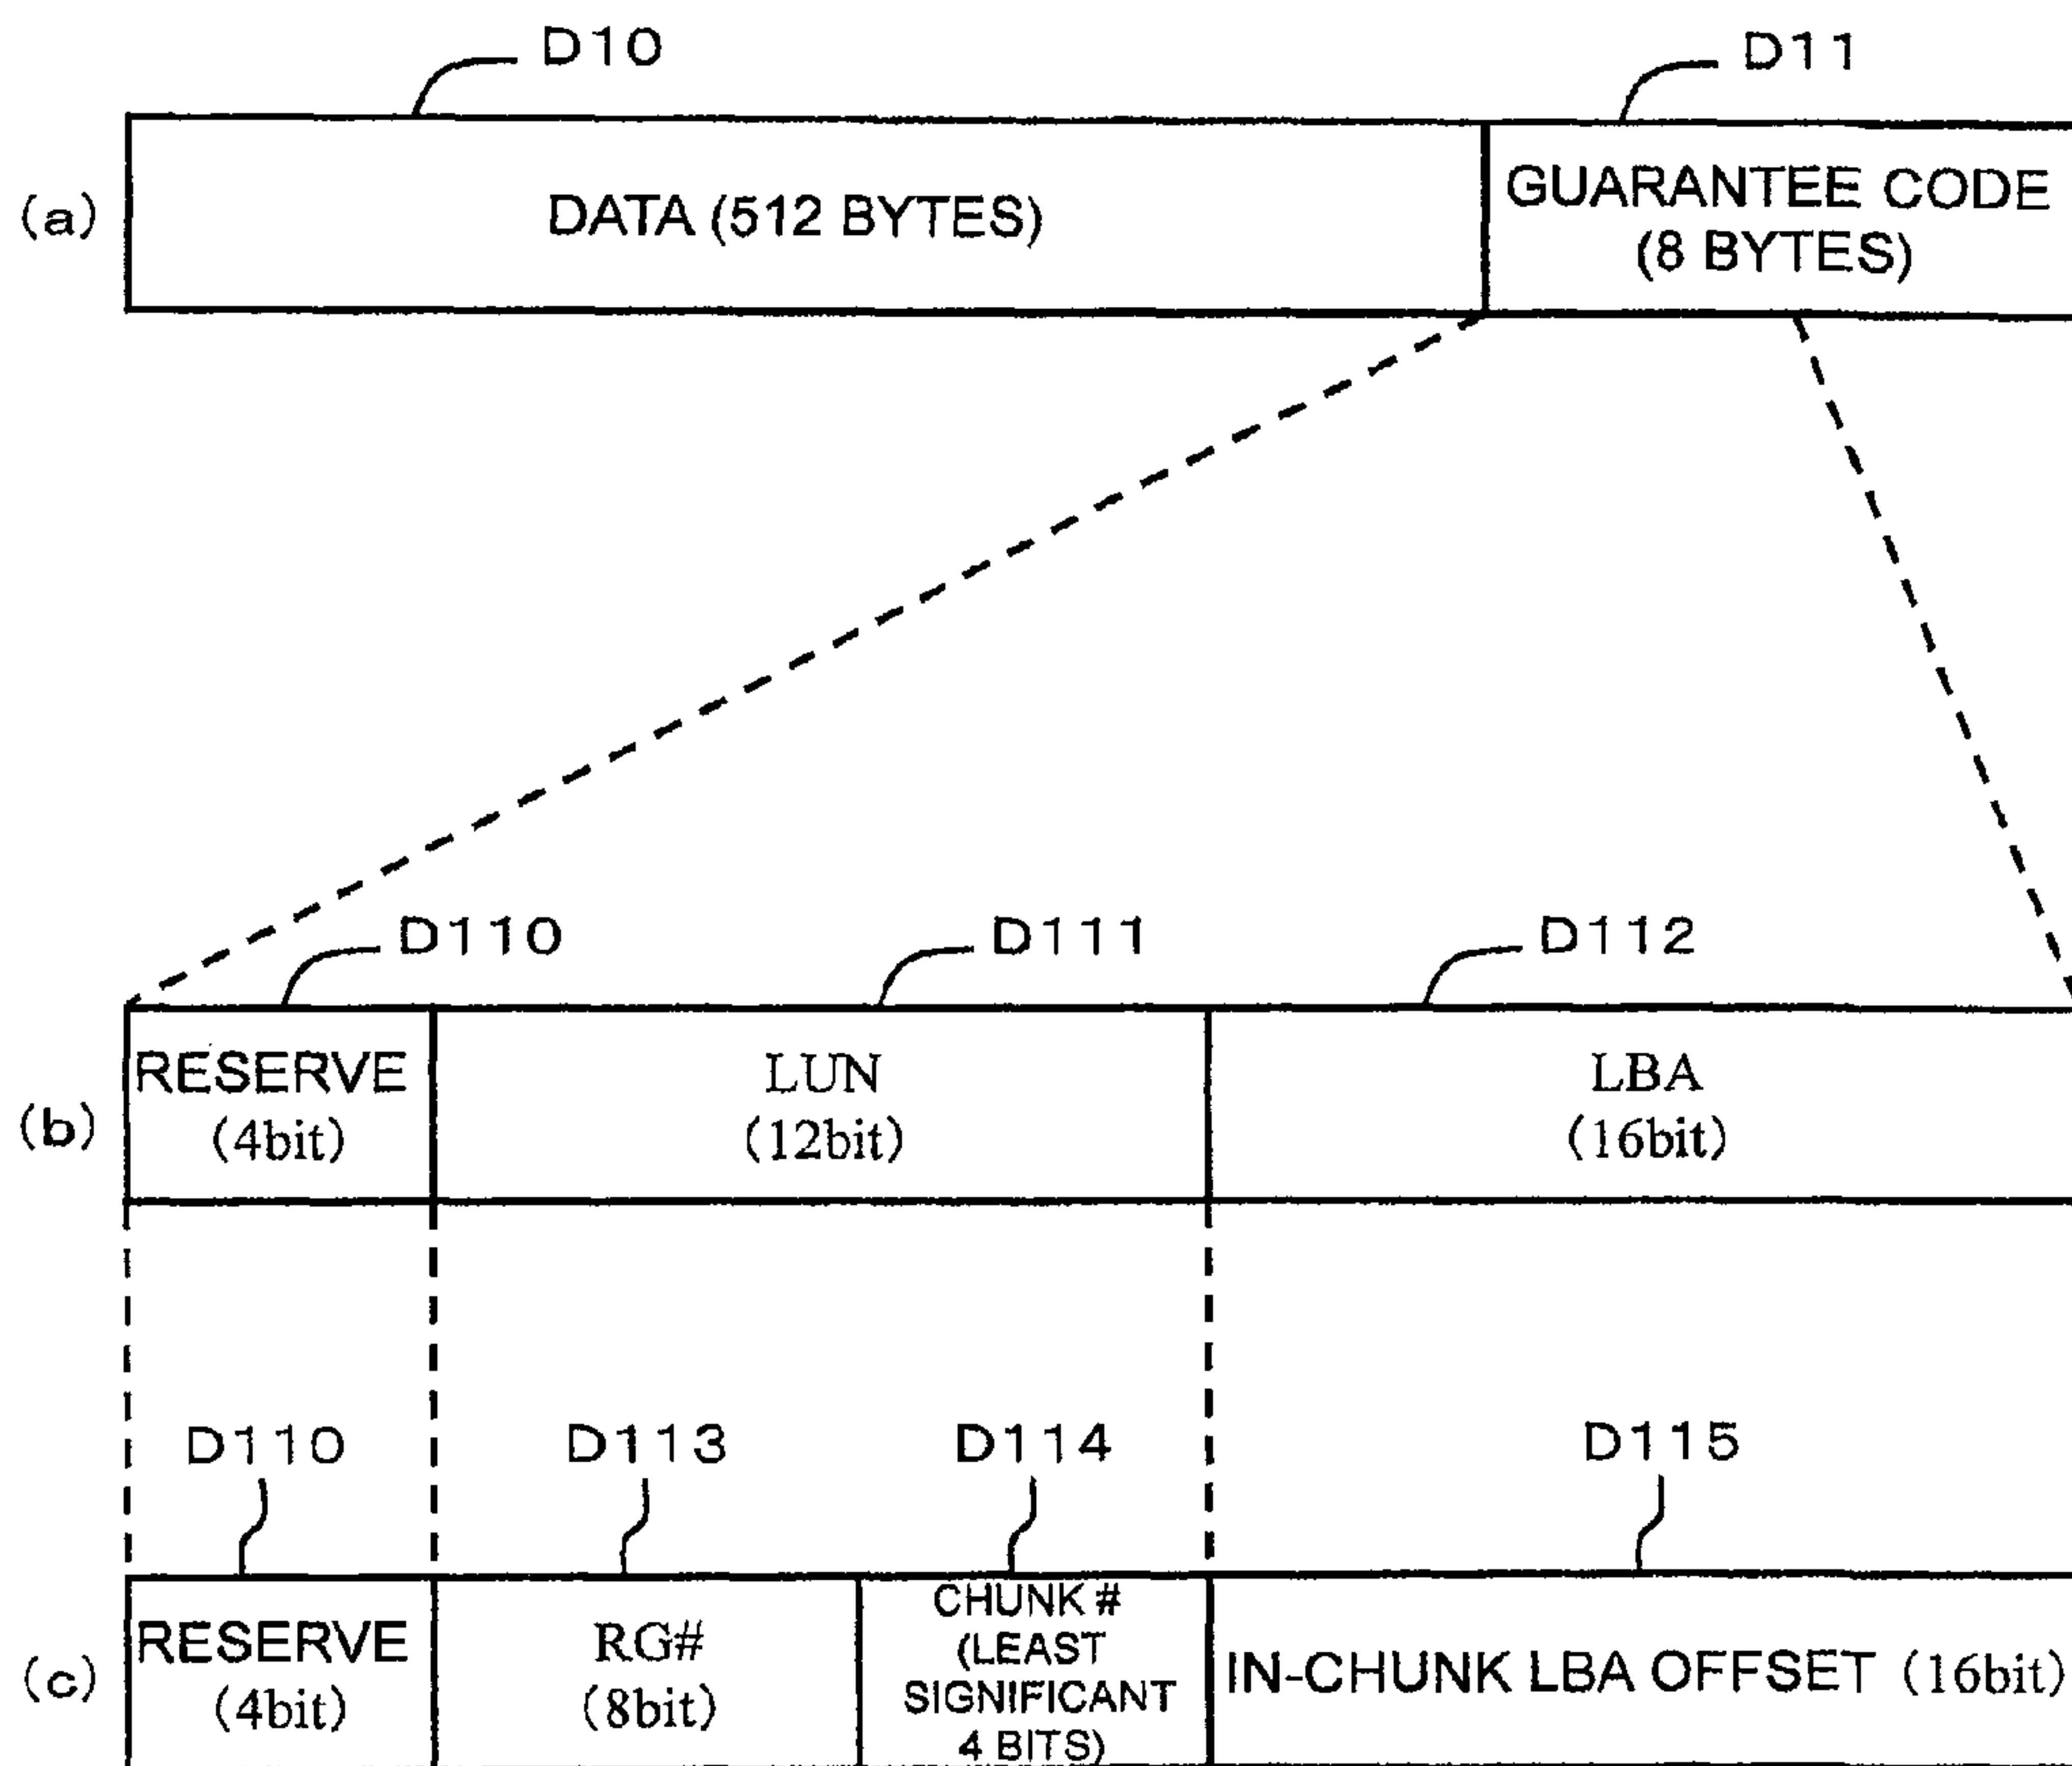 D10
D11
(a)
DATA (512 BYTES)
GUARANTEE CODE
(8 BYTES)
D110
D111
D112
(b)
RESERVE
(4bit)
LUN
(12bit)
LBA
(16bit)
D110
D113
D114
D115
(c)
RESERVE
(4bit)
RG#
(8bit)
CHUNK #
(LEAST
SIGNIFICANT
4 BITS)
IN-CHUNK LBA OFFSET (16bit)